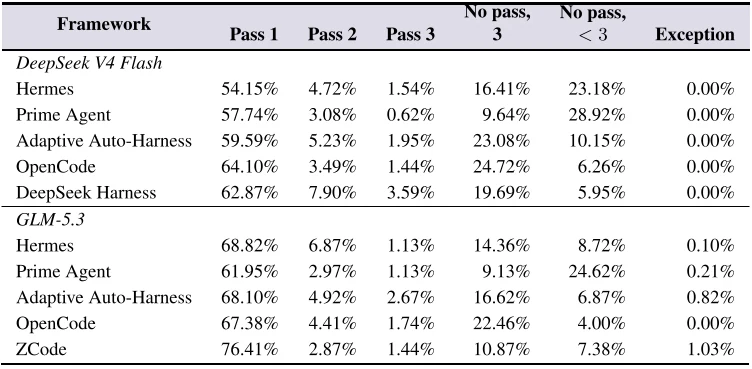 Framework Pass 1 Pass 2 Pass 3 No pass, 3 No pass, < 3 Exception
DeepSeek V4 Flash
Hermes 54.15% 4.72% 1.54% 16.41% 23.18% 0.00%
Prime Agent 57.74% 3.08% 0.62% 9.64% 28.92% 0.00%
Adaptive Auto-Harness 59.59% 5.23% 1.95% 23.08% 10.15% 0.00%
OpenCode 64.10% 3.49% 1.44% 24.72% 6.26% 0.00%
DeepSeek Harness 62.87% 7.90% 3.59% 19.69% 5.95% 0.00%
GLM-5.3
Hermes 68.82% 6.87% 1.13% 14.36% 8.72% 0.10%
Prime Agent 61.95% 2.97% 1.13% 9.13% 24.62% 0.21%
Adaptive Auto-Harness 68.10% 4.92% 2.67% 16.62% 6.87% 0.82%
OpenCode 67.38% 4.41% 1.74% 22.46% 4.00% 0.00%
ZCode 76.41% 2.87% 1.44% 10.87% 7.38% 1.03%